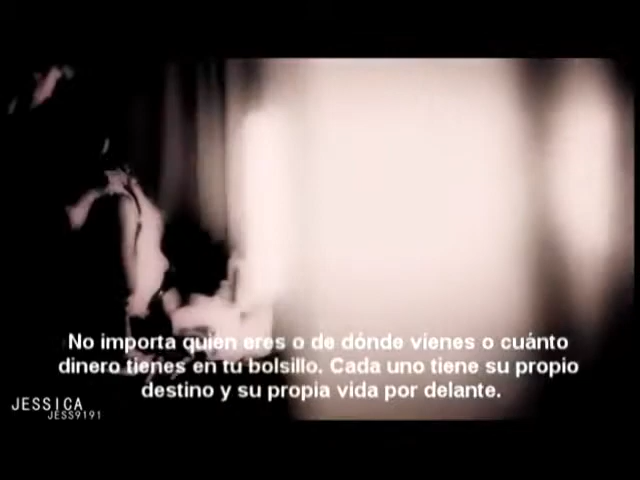 No importa quién eres o de dónde vienes o cuánto
dinero tienes en tu bolsillo. Cada uno tiene su propio
destino y su propia vida por delante.
JESSICA
JESS9191